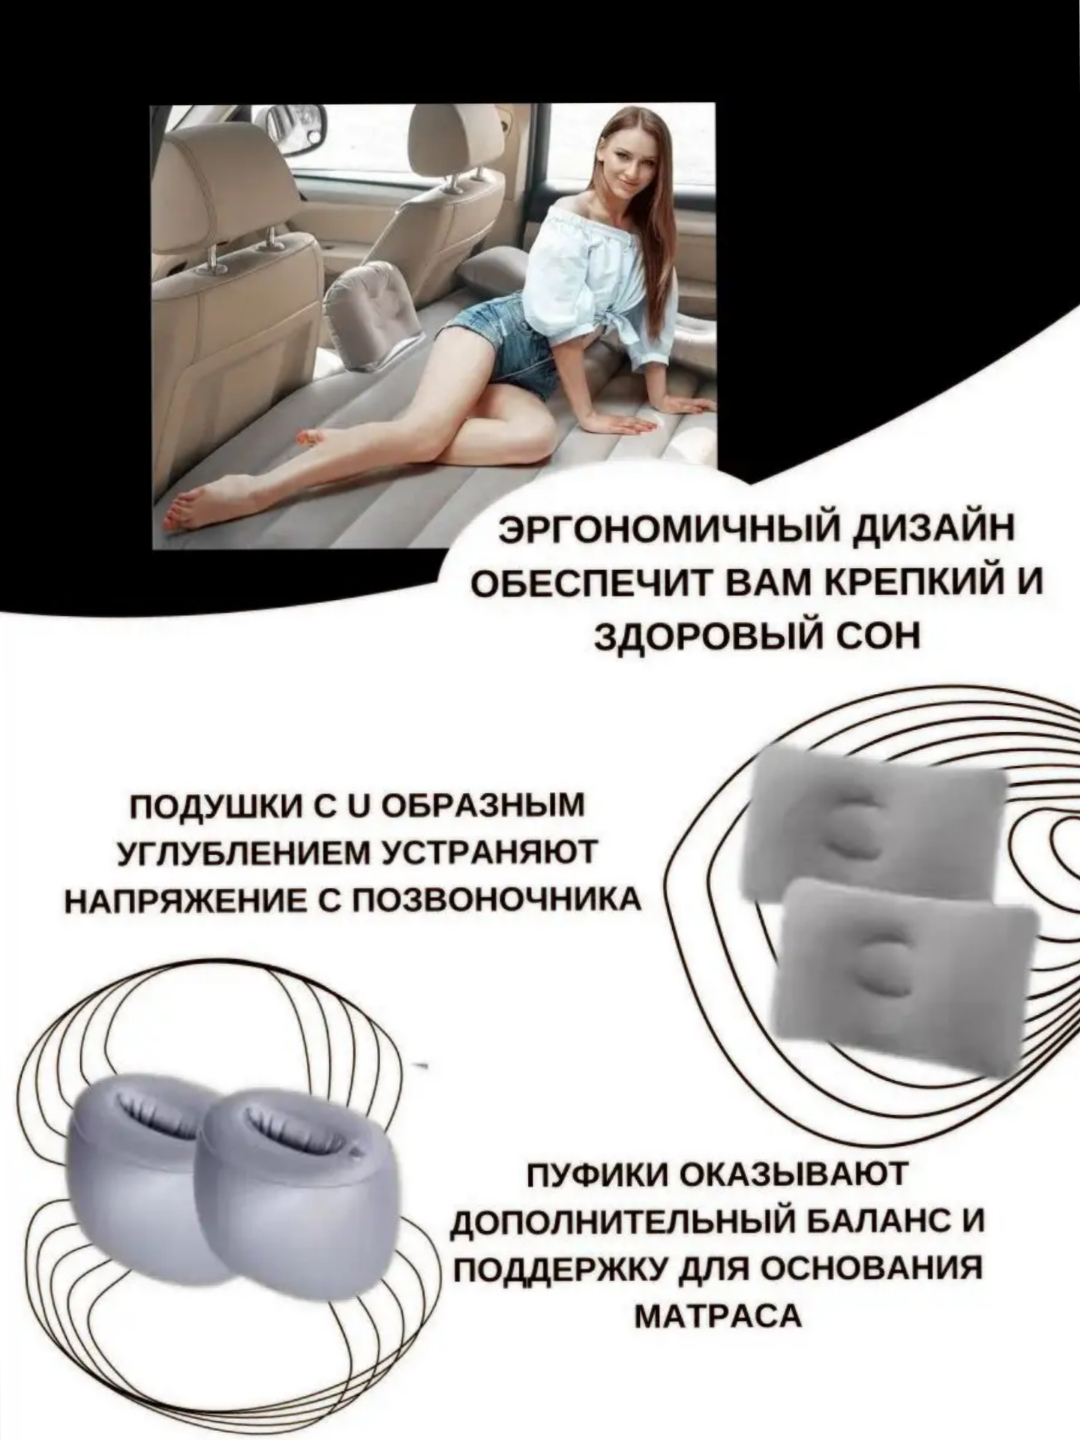 ЭРГОНОМИЧНЫЙ ДИЗАЙН
ОБЕСПЕЧИТ ВАМ КРЕПКИЙ И
ЗДОРОВЫЙ СОН
ПОДУШКИ С U ОБРАЗНЫМ
УГЛУБЛЕНИЕМ УСТРАНЯЮТ
НАПРЯЖЕНИЕ С ПОЗВОНОЧНИКА
ПУФИКИ ОКАЗЫВАЮТ
ДОПОЛНИТЕЛЬНЫЙ БАЛАНС И
ПОДДЕРЖКУ ДЛЯ ОСНОВАНИЯ
МАТРАСА